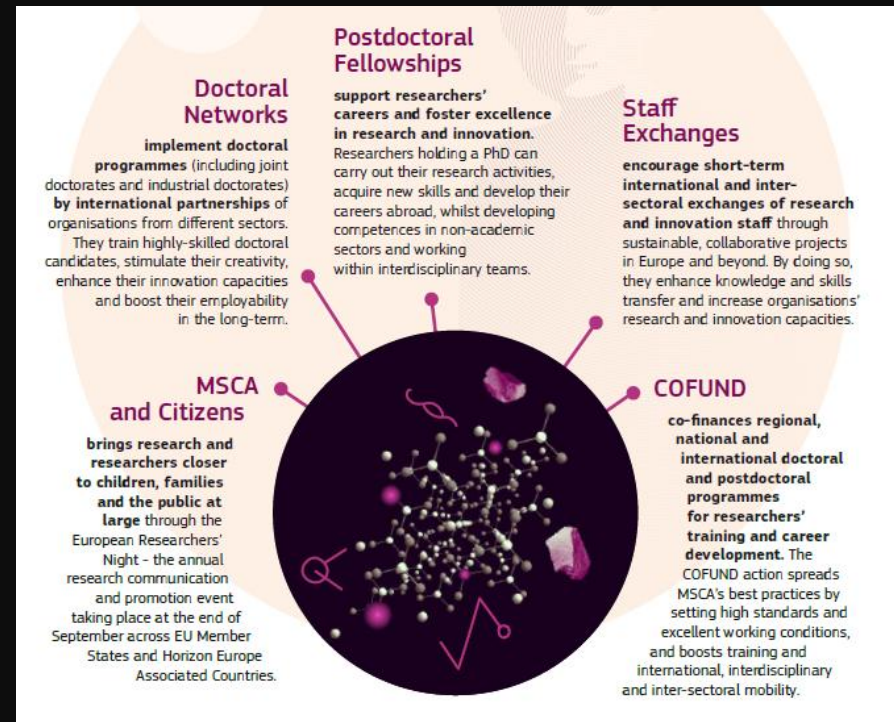 Doctoral
Networks
implement doctoral
programmes (including joint
doctorates and industrial doctorates)
by international partnerships of
organisations from different sectors.
They train highly-skilled doctoral
candidates, stimulate their creativity,
enhance their innovation capacities
and boost their employability
in the long-term.
Postdoctoral
Fellowships
support researchers'
careers and foster excellence
in research and innovation.
Researchers holding a PhD can
carry out their research activities,
acquire new skills and develop their
careers abroad, whilst developing
competences in non-academic
sectors and working
within interdisciplinary teams.
Staff
Exchanges
encourage short-term
international and inter-
sectoral exchanges of research
and innovation staff through
sustainable, collaborative projects
in Europe and beyond. By doing so,
they enhance knowledge and skills
transfer and increase organisations'
research and innovation capacities.
MSCA
and Citizens
brings research and
researchers closer
to children, families
and the public at
large through the
European Researchers'
Night - the annual
research communication
and promotion event
taking place at the end of
September across EU Member
States and Horizon Europe
Associated Countries.
COFUND
co-finances regional,
national and
international doctoral
and postdoctoral
programmes
for researchers'
training and career
development. The
COFUND action spreads
MSCA's best practices by
setting high standards and
excellent working conditions,
and boosts training and
international, interdisciplinary
and inter-sectoral mobility.